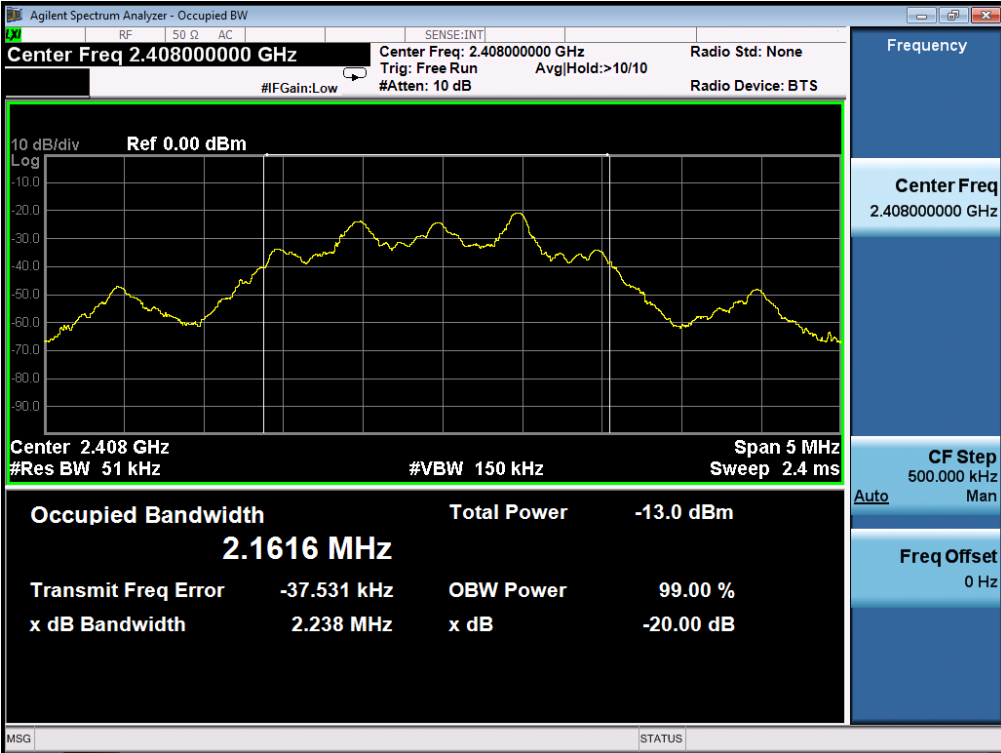 Agilent Spectrum Analyzer - Occupied BW
LXI RF 50 Ω AC SENSE:INT
Center Freq 2.408000000 GHz
Center Freq: 2.408000000 GHz Radio Std: None
Trig: Free Run Avg|Hold:>10/10
#IFGain:Low #Atten: 10 dB Radio Device: BTS
10 dB/div Ref 0.00 dBm
Log
-10.0
-20.0
-30.0
-40.0
-50.0
-60.0
-70.0
-80.0
-90.0
Center 2.408 GHz Span 5 MHz
#Res BW 51 kHz #VBW 150 kHz Sweep 2.4 ms
Occupied Bandwidth Total Power -13.0 dBm
2.1616 MHz
Transmit Freq Error -37.531 kHz OBW Power 99.00 %
x dB Bandwidth 2.238 MHz x dB -20.00 dB
MSG STATUS
Frequency
Center Freq
2.408000000 GHz
CF Step
500.000 kHz
Auto Man
Freq Offset
0 Hz